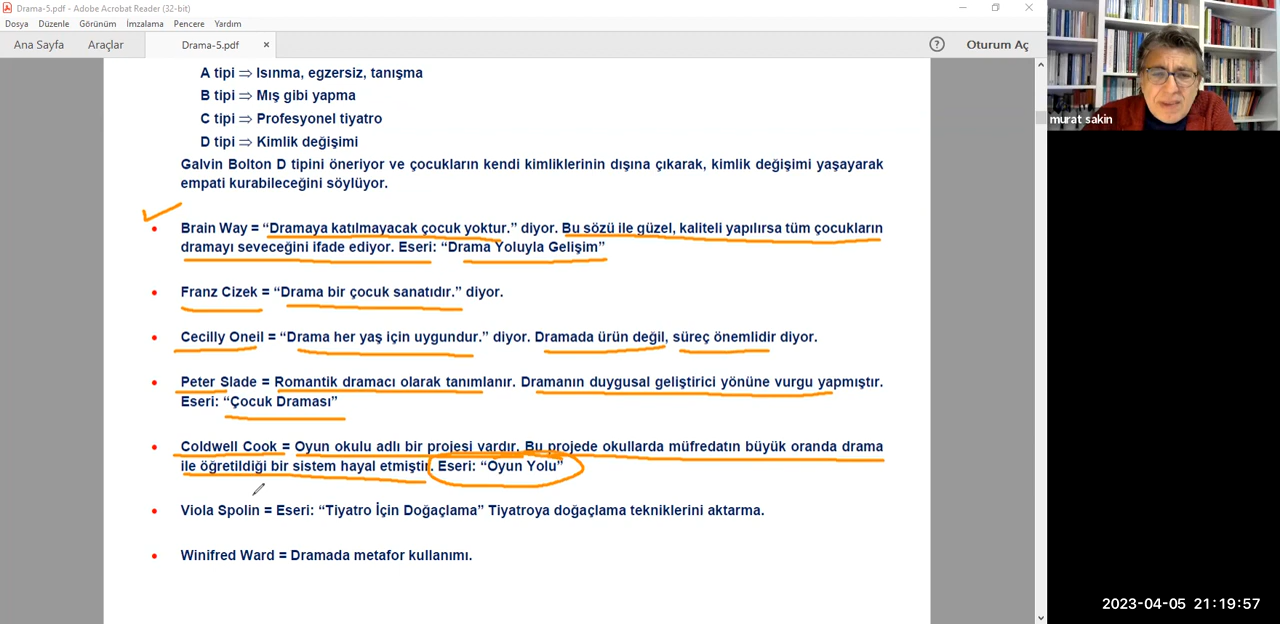 Drama-5.pdf - Adobe Acrobat Reader (32-bit)
Dosya Düzenle Görünüm İmzalama Pencere Yardım
Ana Sayfa Araçlar Drama-5.pdf × ? Oturum Aç
A tipi ⇒ Isınma, egzersiz, tanışma
B tipi ⇒ Mış gibi yapma
C tipi ⇒ Profesyonel tiyatro
D tipi ⇒ Kimlik değişimi
Galvin Bolton D tipini öneriyor ve çocukların kendi kimliklerinin dışına çıkarak, kimlik değişimi yaşayarak
empati kurabileceğini söylüyor.
• Brain Way = “Dramaya katılmayacak çocuk yoktur.” diyor. Bu sözü ile güzel, kaliteli yapılırsa tüm çocukların
dramayı seveceğini ifade ediyor. Eseri: “Drama Yoluyla Gelişim”
• Franz Cizek = “Drama bir çocuk sanatıdır.” diyor.
• Cecilly Oneil = “Drama her yaş için uygundur.” diyor. Dramada ürün değil, süreç önemlidir diyor.
• Peter Slade = Romantik dramacı olarak tanımlanır. Dramanın duygusal geliştirici yönüne vurgu yapmıştır.
Eseri: “Çocuk Draması”
• Coldwell Cook = Oyun okulu adlı bir projesi vardır. Bu projede okullarda müfredatın büyük oranda drama
ile öğretildiği bir sistem hayal etmiştir. Eseri: “Oyun Yolu”
• Viola Spolin = Eseri: “Tiyatro İçin Doğaçlama” Tiyatroya doğaçlama tekniklerini aktarma.
• Winifred Ward = Dramada metafor kullanımı.
murat sakin
2023-04-05 21:19:57